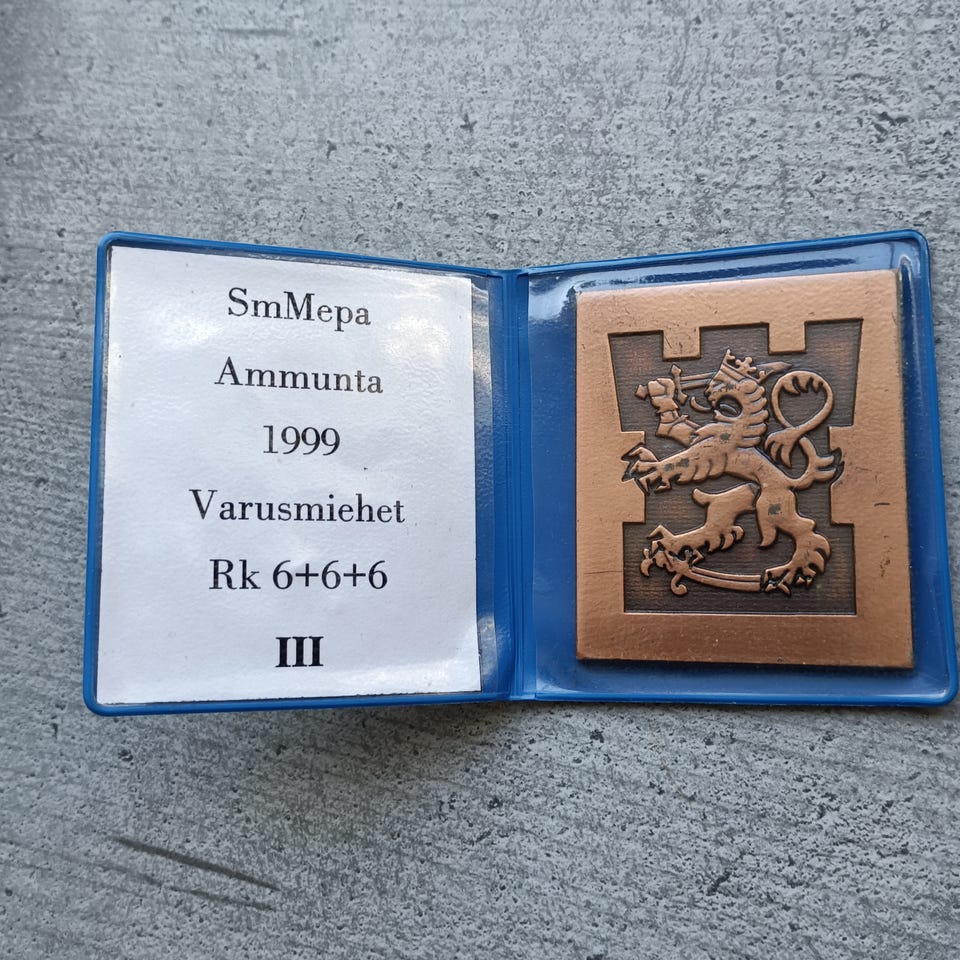 SmMepa
Ammunta
1999
Varusmiehet
Rk 6+6+6
III